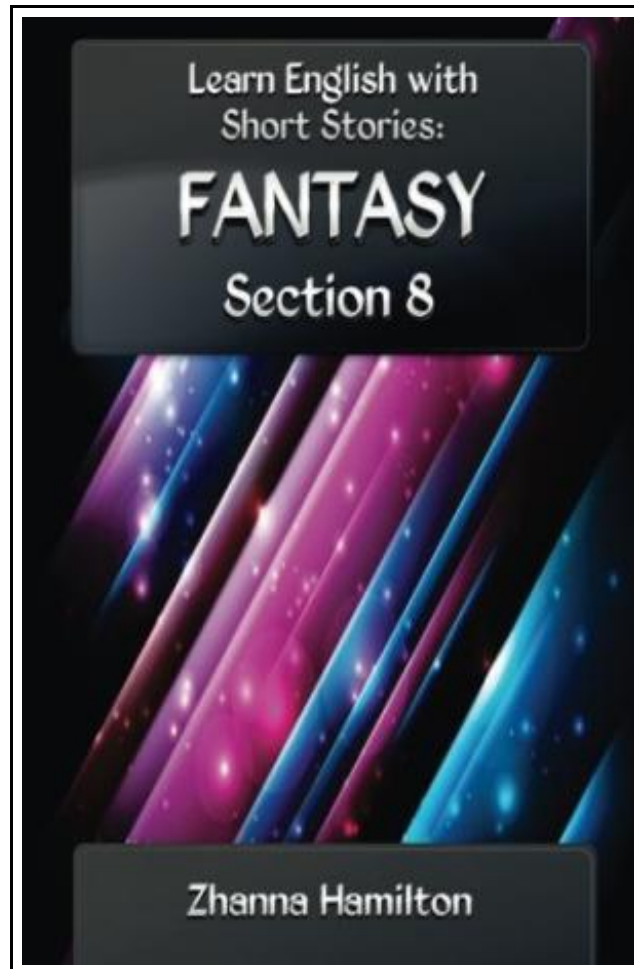 Learn English with
Short Stories:
FANTASY
Section 8
Zhanna Hamilton